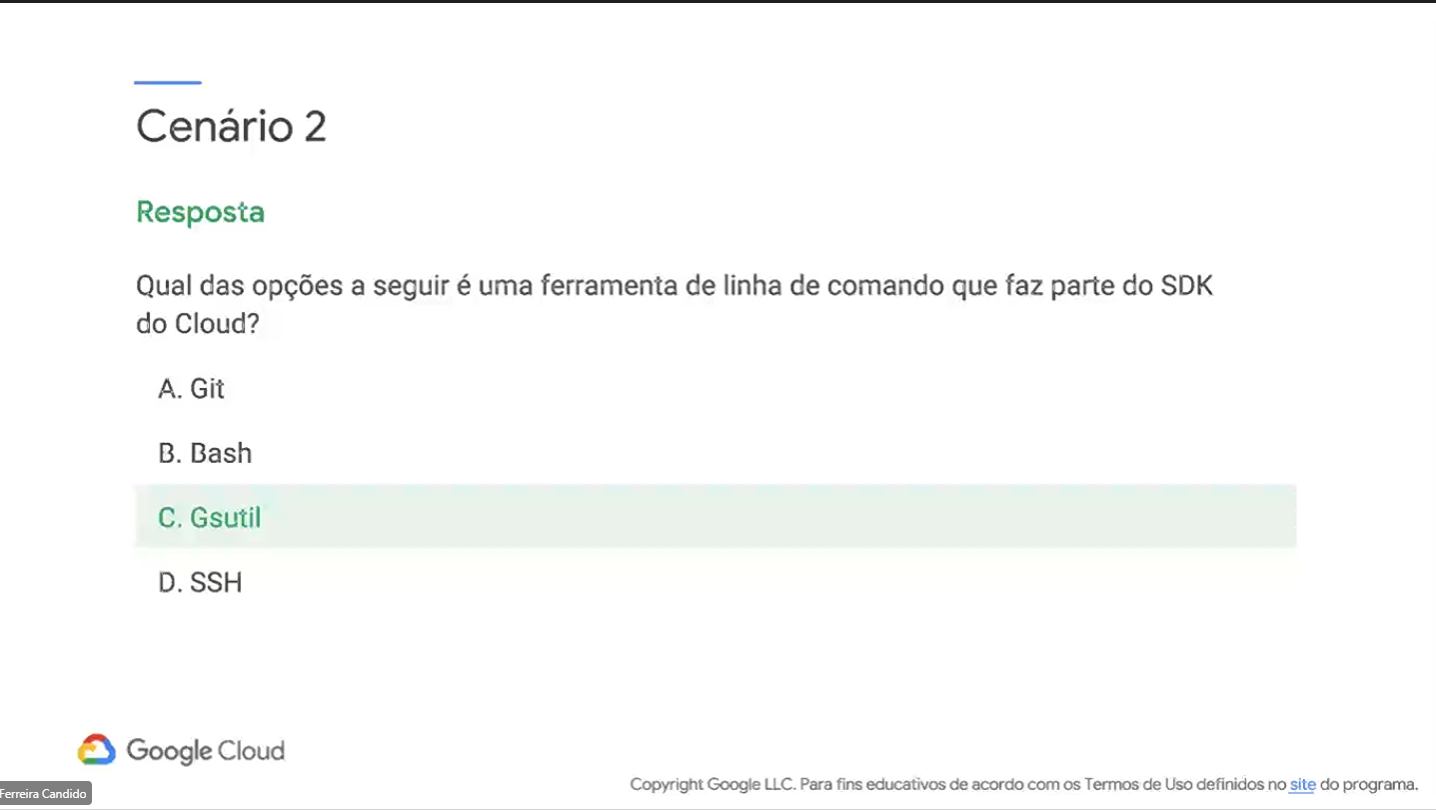 Cenário 2
Resposta
Qual das opções a seguir é uma ferramenta de linha de comando que faz parte do SDK
do Cloud?
A. Git
B. Bash
C. Gsutil
D. SSH
Google Cloud
Ferreira Candido
Copyright Google LLC. Para fins educativos de acordo com os Termos de Uso definidos no site do programa.